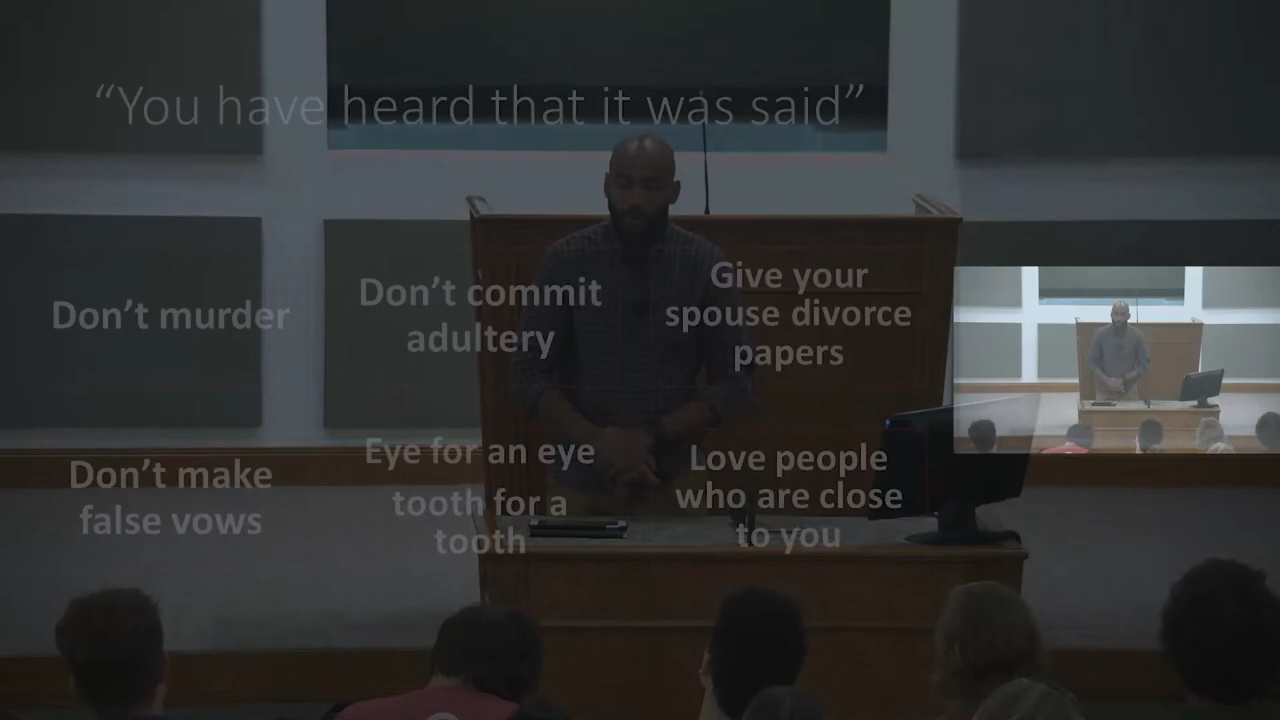 “You have heard that it was said”
Don’t murder
Don’t commit
adultery
Give your
spouse divorce
papers
Don’t make
false vows
Eye for an eye
tooth for a
tooth
Love people
who are close
to you